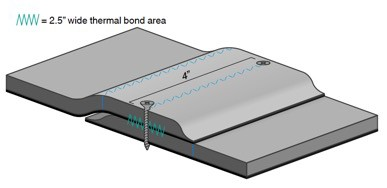 = 2.5" wide thermal bond area
4"